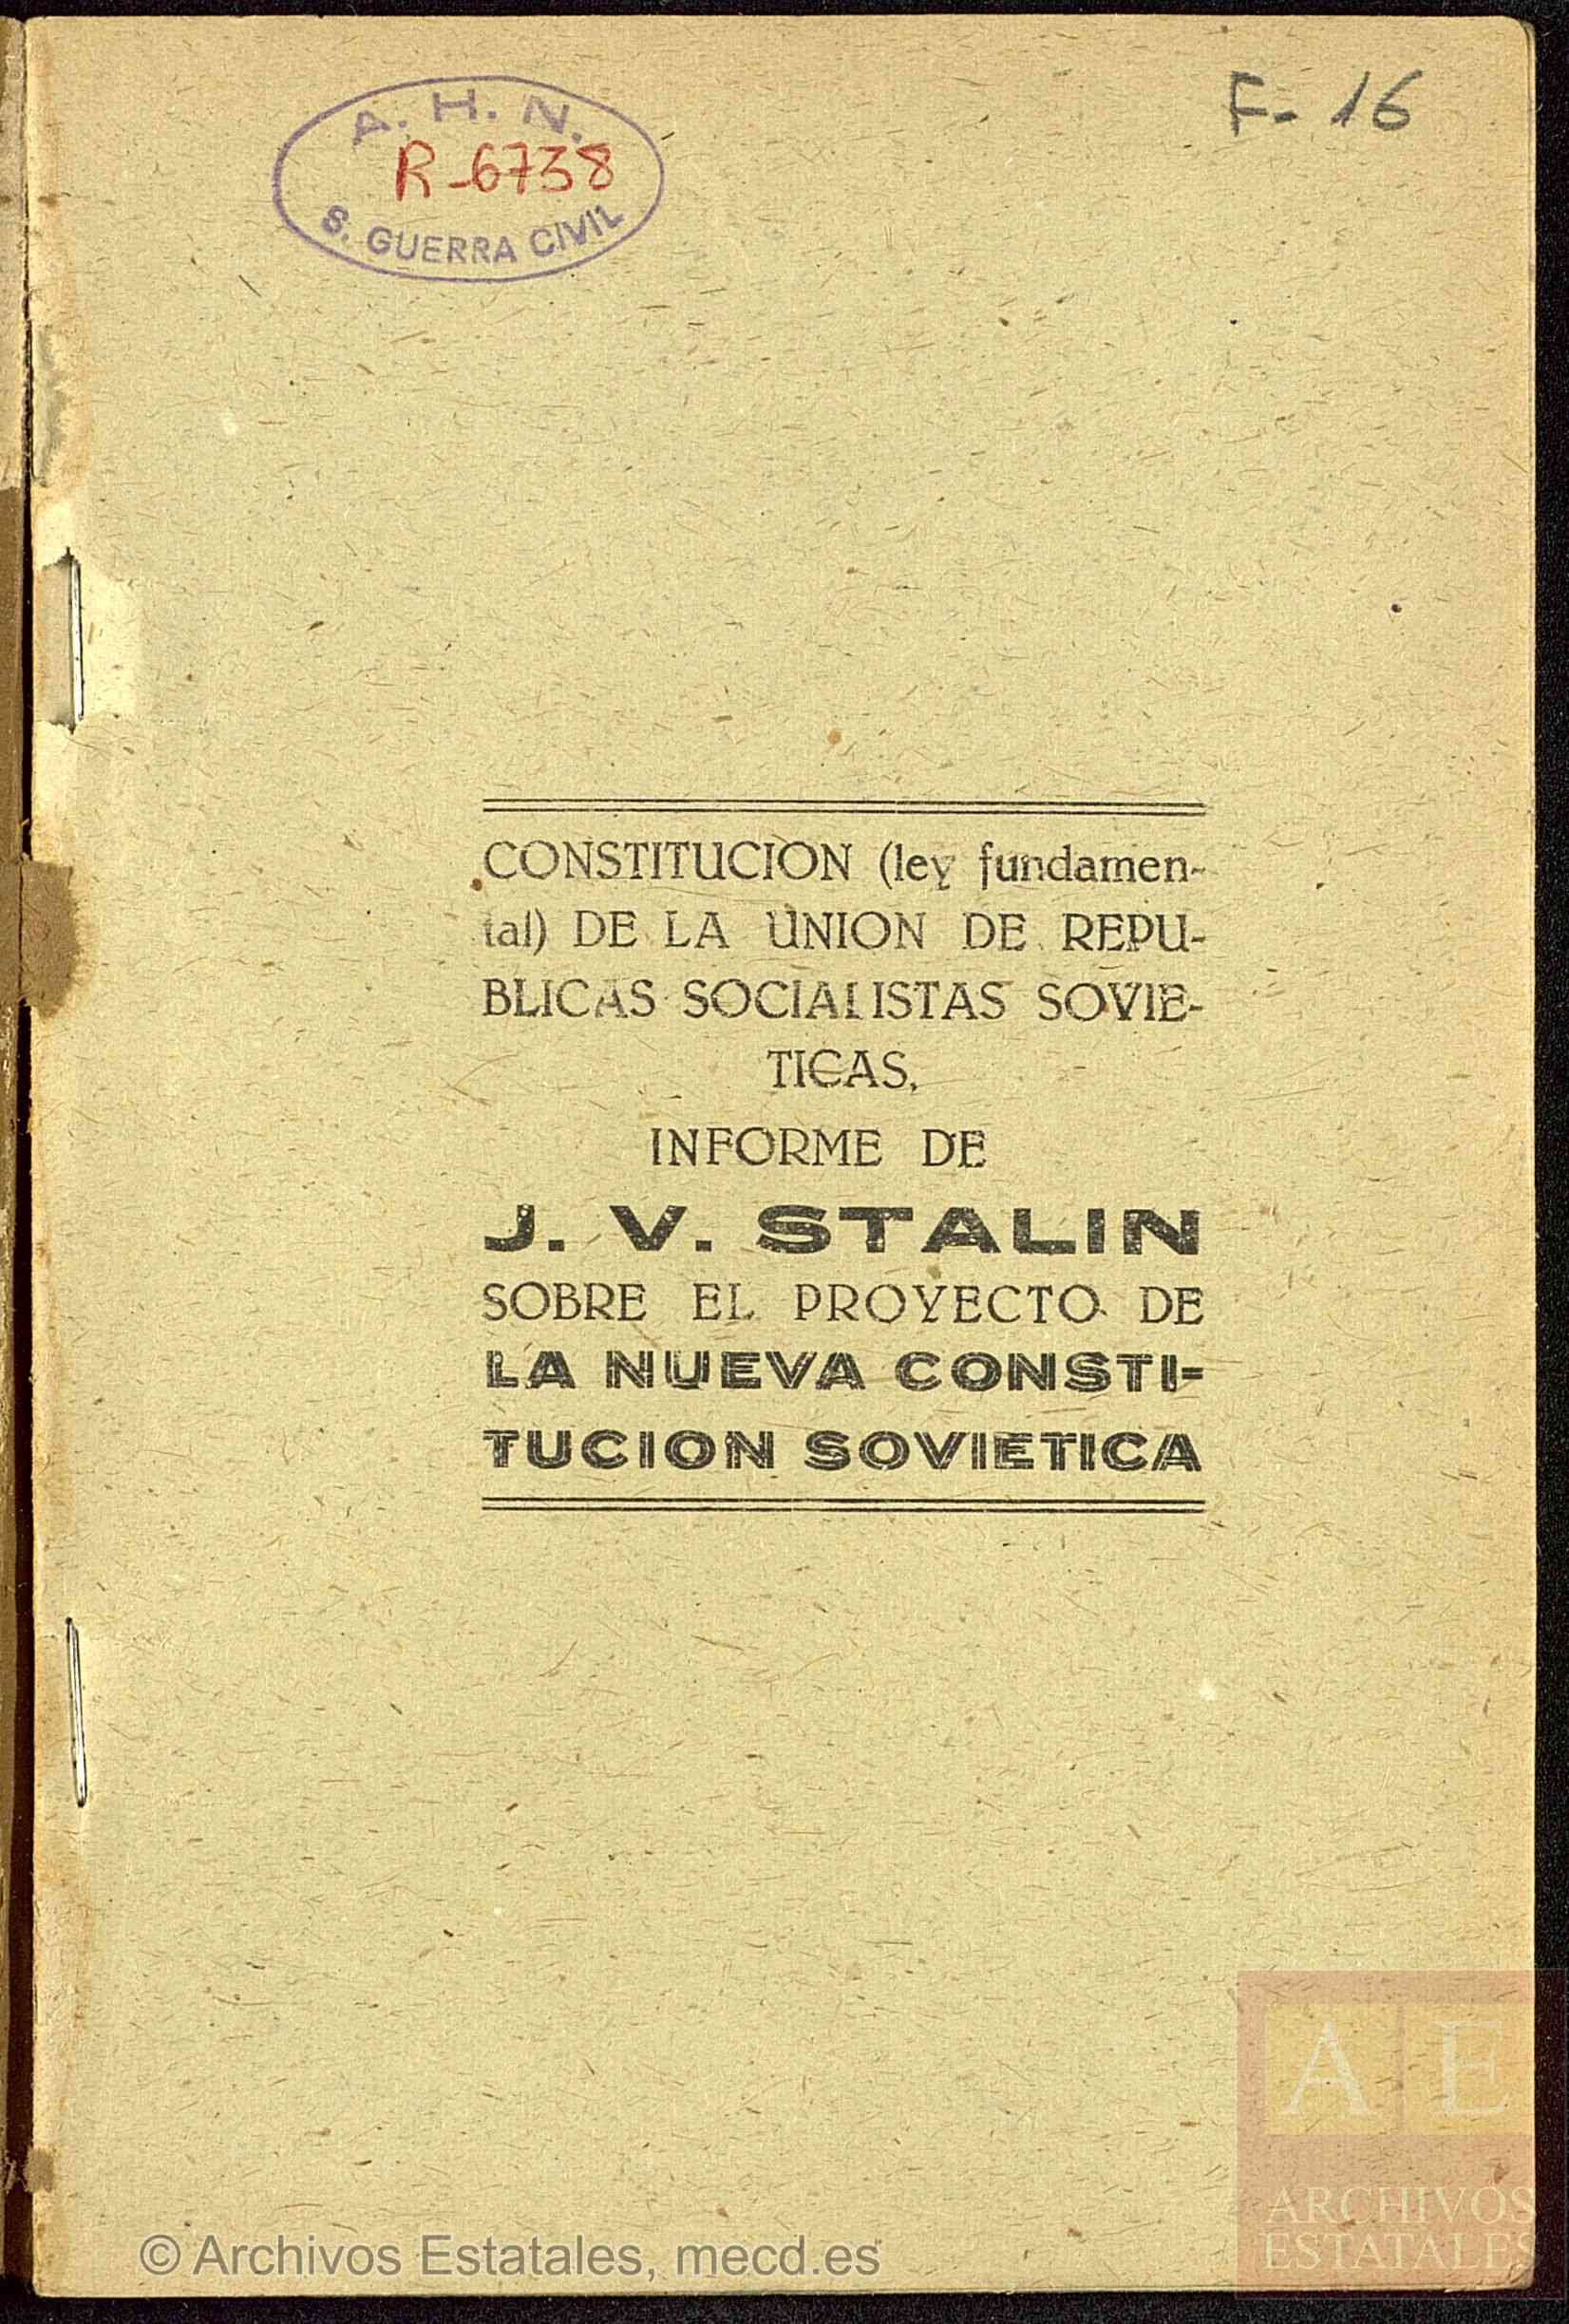 A. H. N.
R-6738
S. GUERRA CIVIL
F- 16
CONSTITUCION (ley fundamen-
tal) DE LA UNION DE REPU-
BLICAS SOCIALISTAS SOVIE-
TICAS.
INFORME DE
J. V. STALIN
SOBRE EL PROYECTO DE
LA NUEVA CONSTI-
TUCION SOVIETICA
A E
ARCHIVOS
ESTATALES
© Archivos Estatales, mecd.es